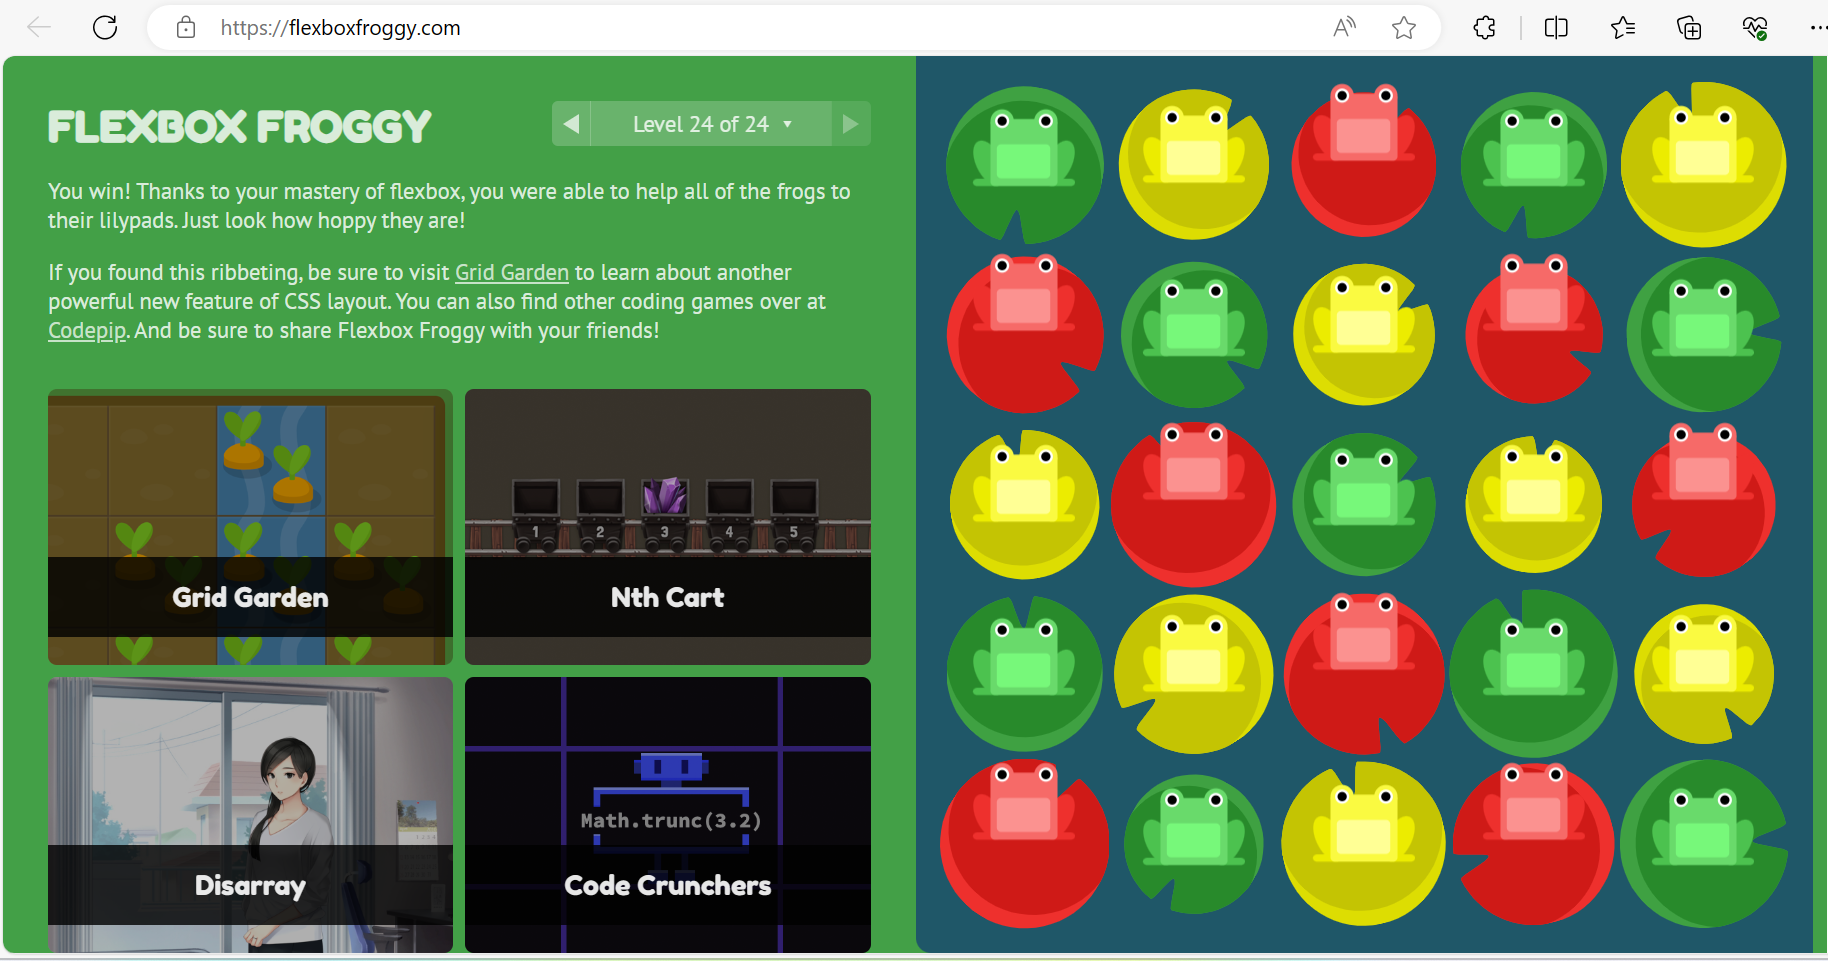 https://flexboxfroggy.com
FLEXBOX FROGGY
Level 24 of 24
You win! Thanks to your mastery of flexbox, you were able to help all of the frogs to
their lilypads. Just look how hoppy they are!
If you found this ribbeting, be sure to visit Grid Garden to learn about another
powerful new feature of CSS layout. You can also find other coding games over at
Codepip. And be sure to share Flexbox Froggy with your friends!
1 2 3 4 5
Grid Garden
Nth Cart
Math.trunc(3.2)
Disarray
Code Crunchers